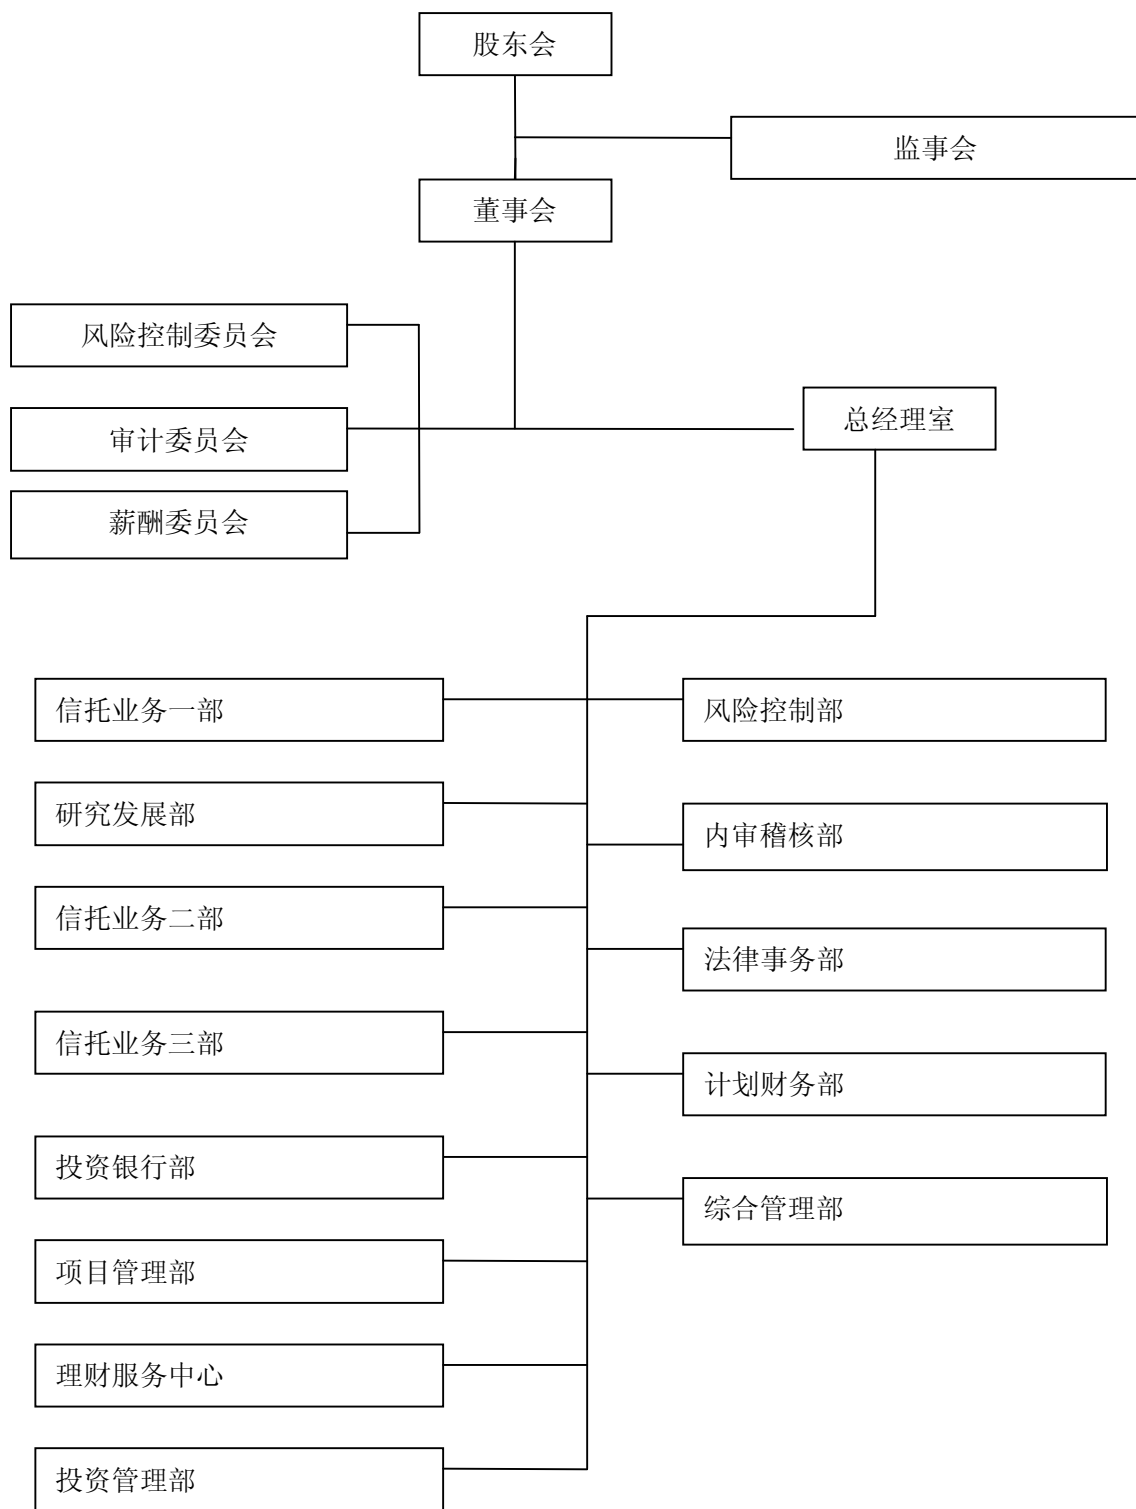 股东会
监事会
董事会
风险控制委员会
总经理室
审计委员会
薪酬委员会
信托业务一部
风险控制部
研究发展部
内审稽核部
信托业务二部
法律事务部
信托业务三部
计划财务部
投资银行部
综合管理部
项目管理部
理财服务中心
投资管理部